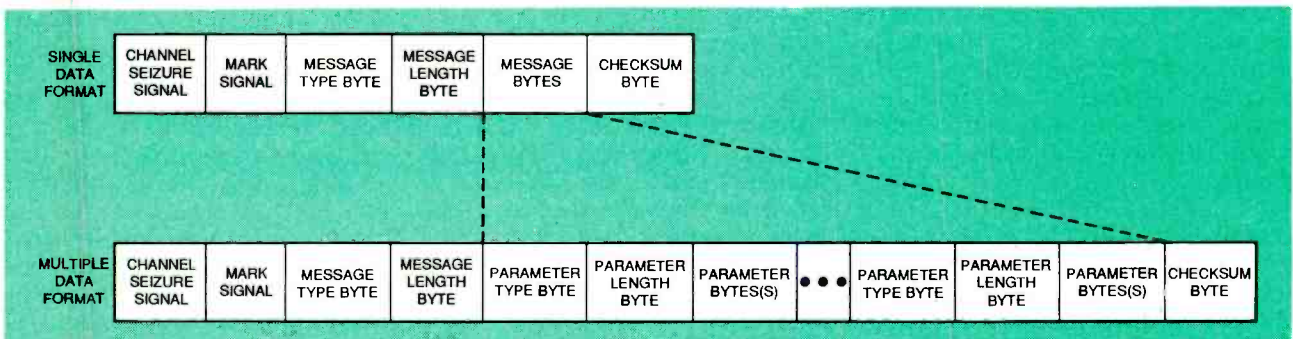 SINGLE DATA FORMAT
CHANNEL SEIZURE SIGNAL
MARK SIGNAL
MESSAGE TYPE BYTE
MESSAGE LENGTH BYTE
MESSAGE BYTES
CHECKSUM BYTE
MULTIPLE DATA FORMAT
CHANNEL SEIZURE SIGNAL
MARK SIGNAL
MESSAGE TYPE BYTE
MESSAGE LENGTH BYTE
PARAMETER TYPE BYTE
PARAMETER LENGTH BYTE
PARAMETER BYTES(S)
•••
PARAMETER TYPE BYTE
PARAMETER LENGTH BYTE
PARAMETER BYTES(S)
CHECKSUM BYTE